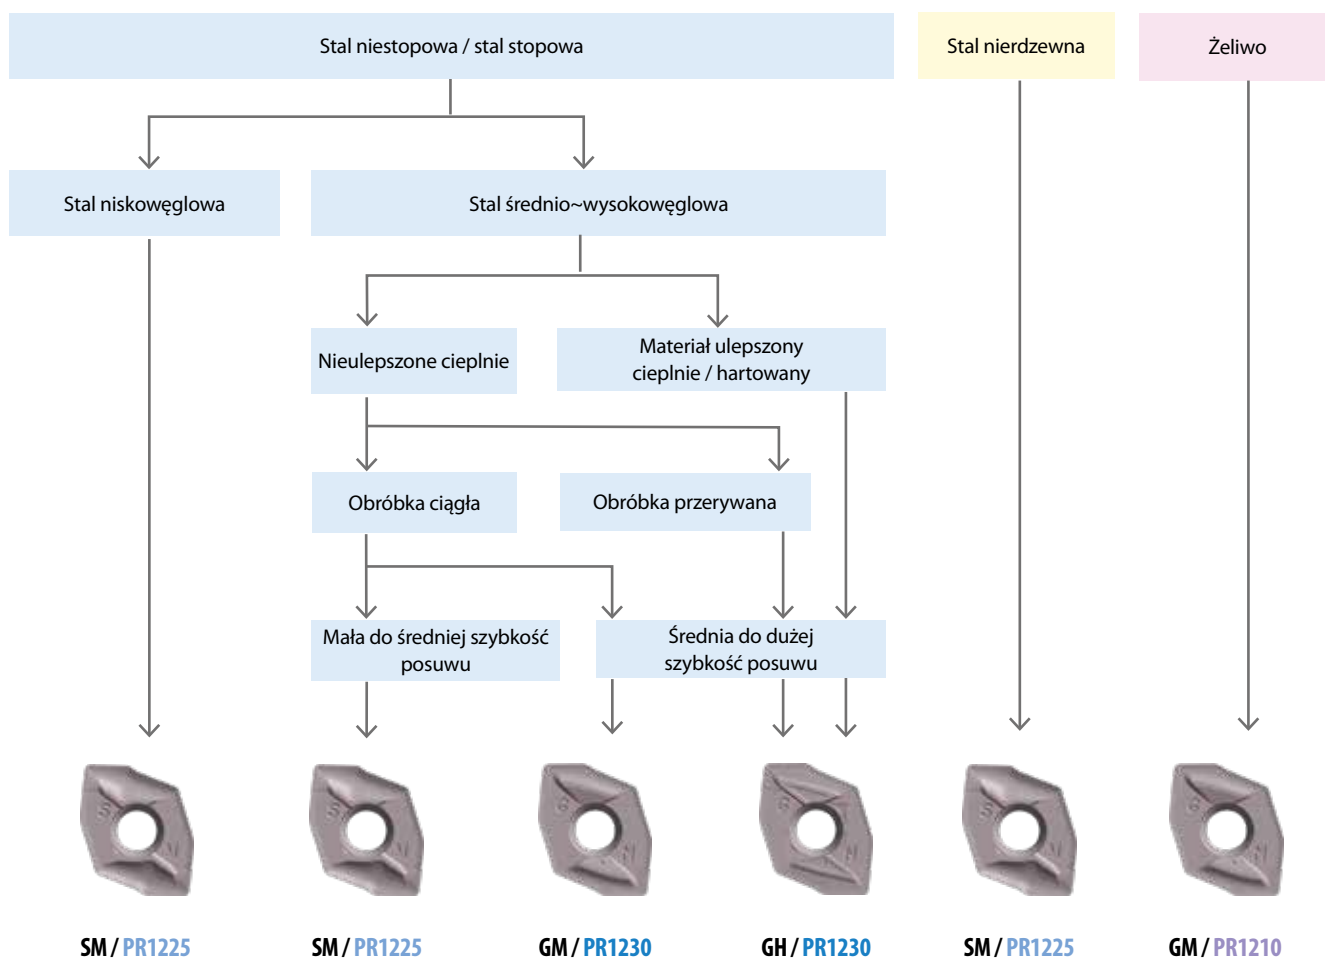 Stal niestopowa / stal stopowa
Stal nierdzewna
Żeliwo
Stal niskowęglowa
Stal średnio~wysokowęglowa
Nieulepszone cieplnie
Materiał ulepszony
cieplnie / hartowany
Obróbka ciągła
Obróbka przerywana
Mała do średniej szybkość
posuwu
Średnia do dużej
szybkość posuwu
SM / PR1225
SM / PR1225
GM / PR1230
GH / PR1230
SM / PR1225
GM / PR1210